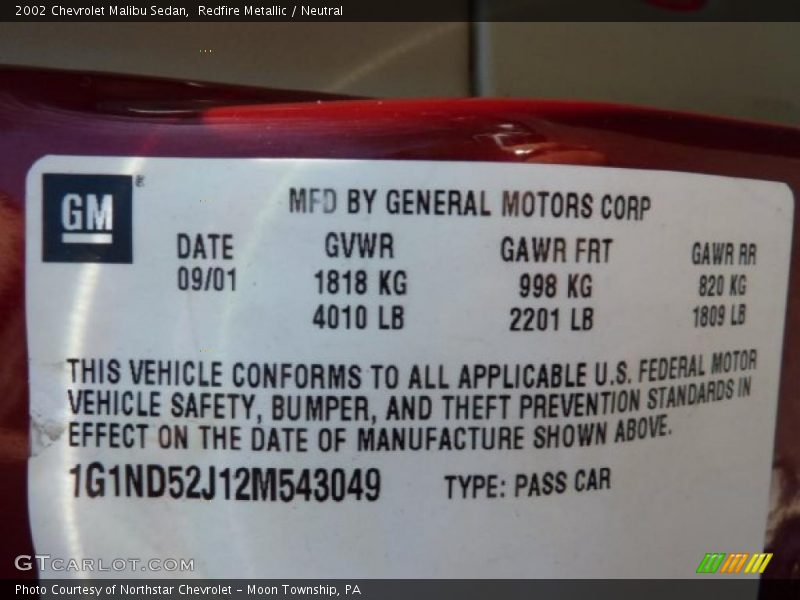 2002 Chevrolet Malibu Sedan,  Redfire Metallic / Neutral
GM
®
MFD BY GENERAL MOTORS CORP
DATE GVWR GAWR FRT GAWR RR
09/01 1818 KG 998 KG 820 KG
4010 LB 2201 LB 1809 LB
THIS VEHICLE CONFORMS TO ALL APPLICABLE U.S. FEDERAL MOTOR
VEHICLE SAFETY, BUMPER, AND THEFT PREVENTION STANDARDS IN
EFFECT ON THE DATE OF MANUFACTURE SHOWN ABOVE.
1G1ND52J12M543049 TYPE: PASS CAR
GTCARLOT.COM
Photo Courtesy of Northstar Chevrolet - Moon Township, PA